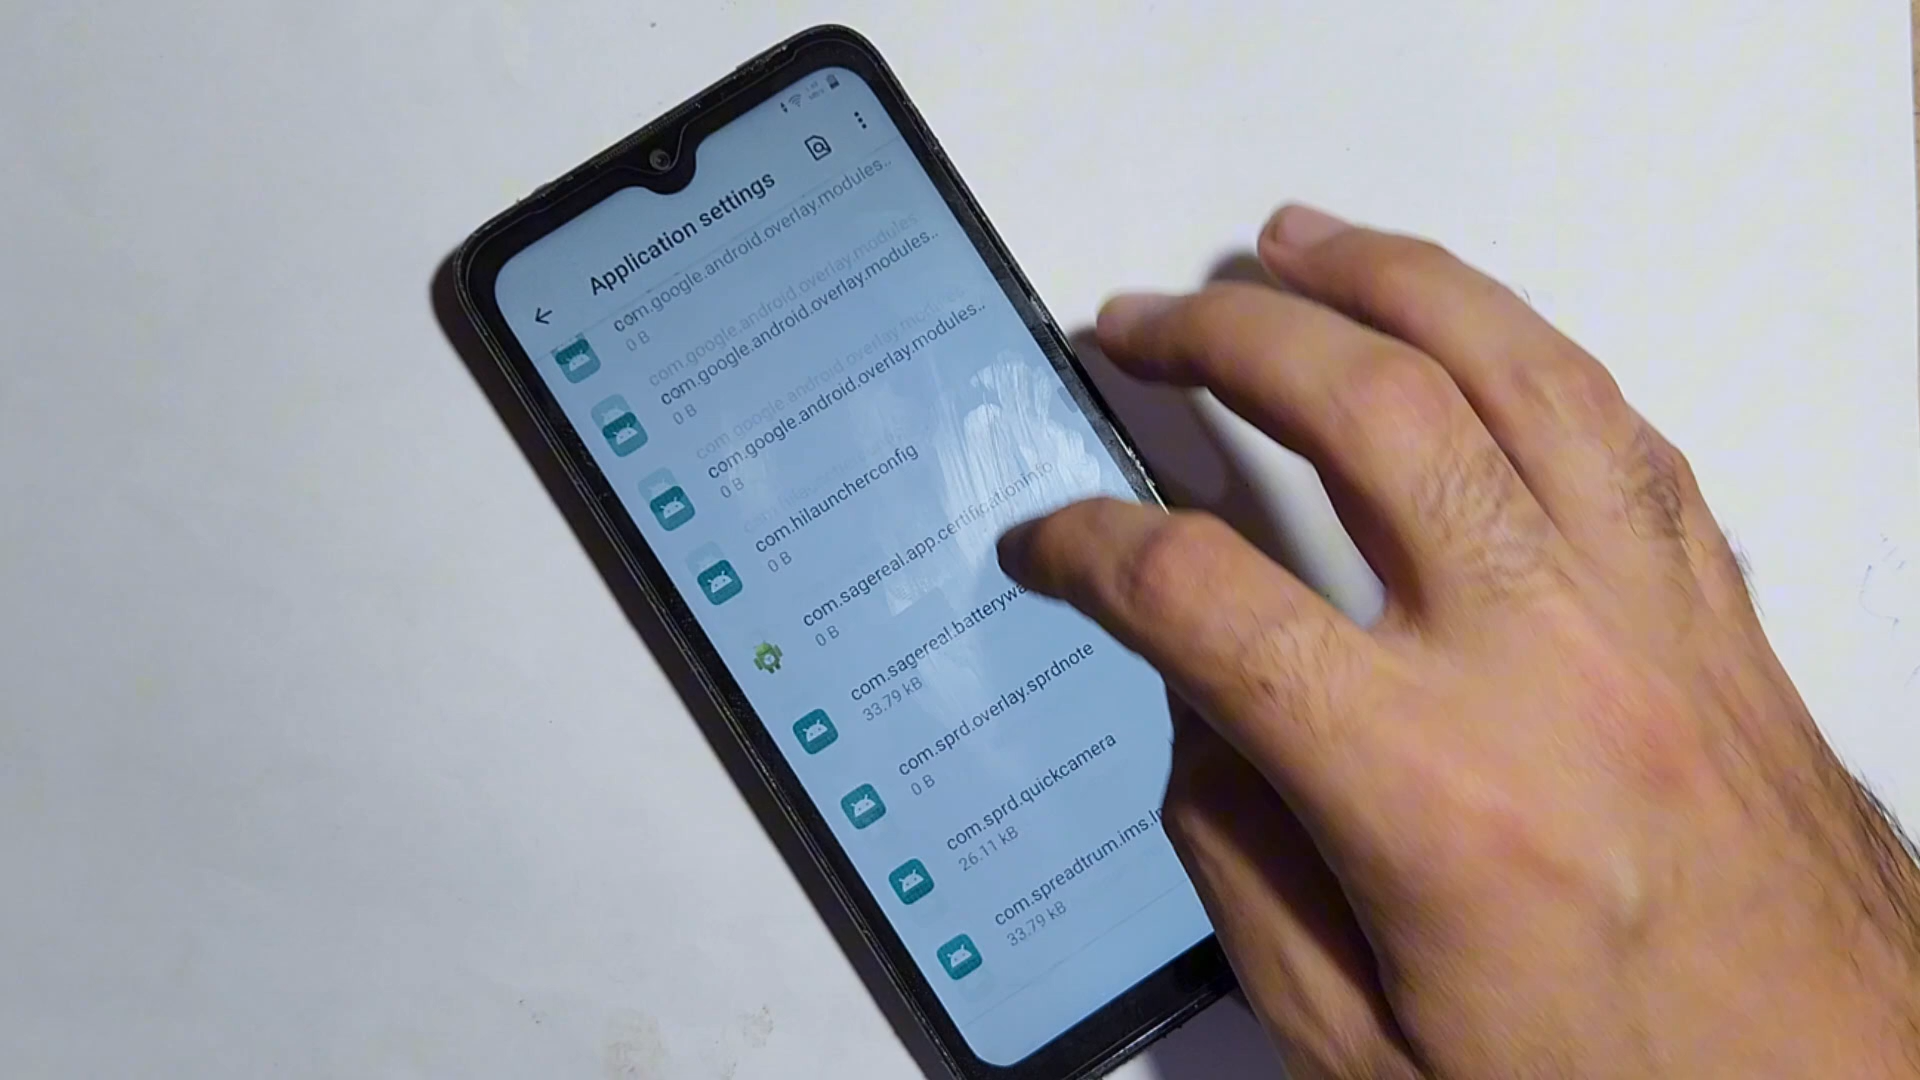 Application settings
com.google.android.overlay.modules..
0 B
com.google.android.overlay.modules..
0 B
com.google.android.overlay.modules..
0 B
com.hilauncherconfig
0 B
com.sagereal.app.certificationinfo
0 B
com.sagereal.batterywa
33.79 kB
com.sprd.overlay.sprdnote
0 B
com.sprd.quickcamera
26.11 kB
com.spreadtrum.ims.
33.79 kB